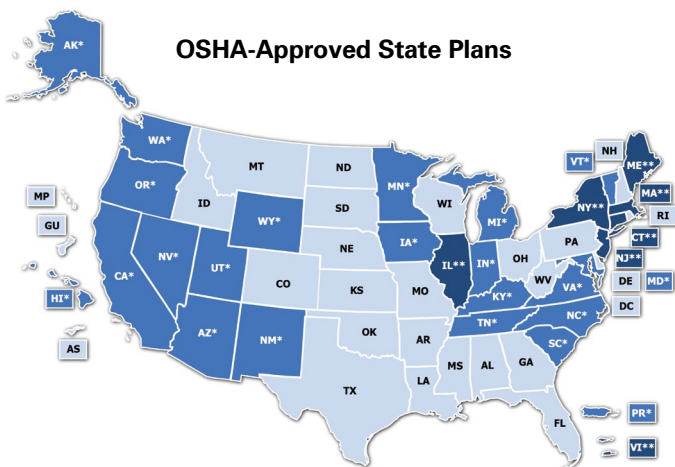 OSHA-Approved State Plans
AK*
WA*
MT
ND
MN*
VT*
NH
ME**
OR*
ID
WY*
SD
WI
MI*
NY**
MA**
RI
MP
GU
NV*
UT*
NE
IA*
IL**
IN*
OH
PA
CT**
NJ**
CA*
CO
KS
MO
KY*
WV
VA*
DE
MD*
DC
HI*
AS
AZ*
NM*
OK
AR
TN*
NC*
SC*
TX
LA
MS
AL
GA
FL
PR*
VI**